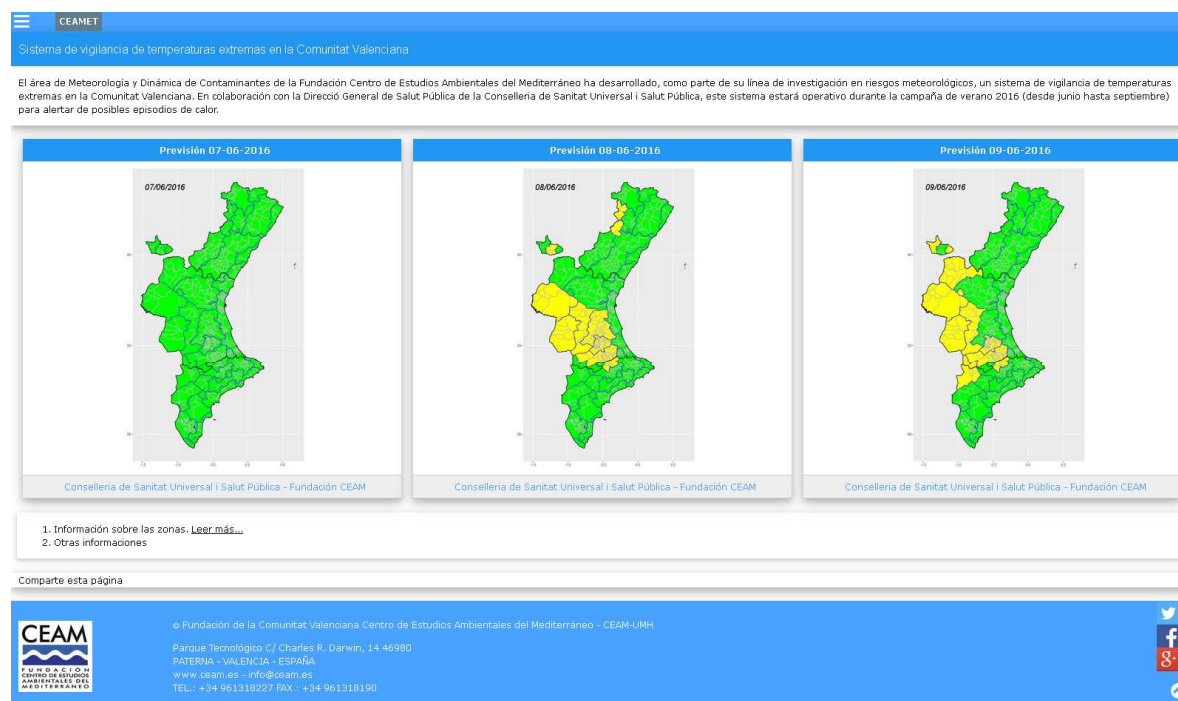 CEAMET
Sistema de vigilancia de temperaturas extremas en la Comunitat Valenciana
El área de Meteorología y Dinámica de Contaminantes de la Fundación Centro de Estudios Ambientales del Mediterráneo ha desarrollado, como parte de su línea de investigación en riesgos meteorológicos, un sistema de vigilancia de temperaturas
extremas en la Comunitat Valenciana. En colaboración con la Direcció General de Salut Pública de la Conselleria de Sanitat Universal i Salut Pública, este sistema estará operativo durante la campaña de verano 2016 (desde junio hasta septiembre)
para alertar de posibles episodios de calor.
Previsión 07-06-2016
07/06/2016
Conselleria de Sanitat Universal i Salut Pública - Fundación CEAM
Previsión 08-06-2016
08/06/2016
Conselleria de Sanitat Universal i Salut Pública - Fundación CEAM
Previsión 09-06-2016
09/06/2016
Conselleria de Sanitat Universal i Salut Pública - Fundación CEAM
1. Información sobre las zonas. Leer más...
2. Otras informaciones
Comparte esta página
CEAM
FUNDACIÓN
CENTRO DE ESTUDIOS
AMBIENTALES DEL
MEDITERRÁNEO
© Fundación de la Comunitat Valenciana Centro de Estudios Ambientales del Mediterráneo - CEAM-UMH
Parque Tecnológico C/ Charles R. Darwin, 14 46980
PATERNA - VALENCIA - ESPAÑA
www.ceam.es - info@ceam.es
TEL.: +34 961318227 FAX.: +34 961318190